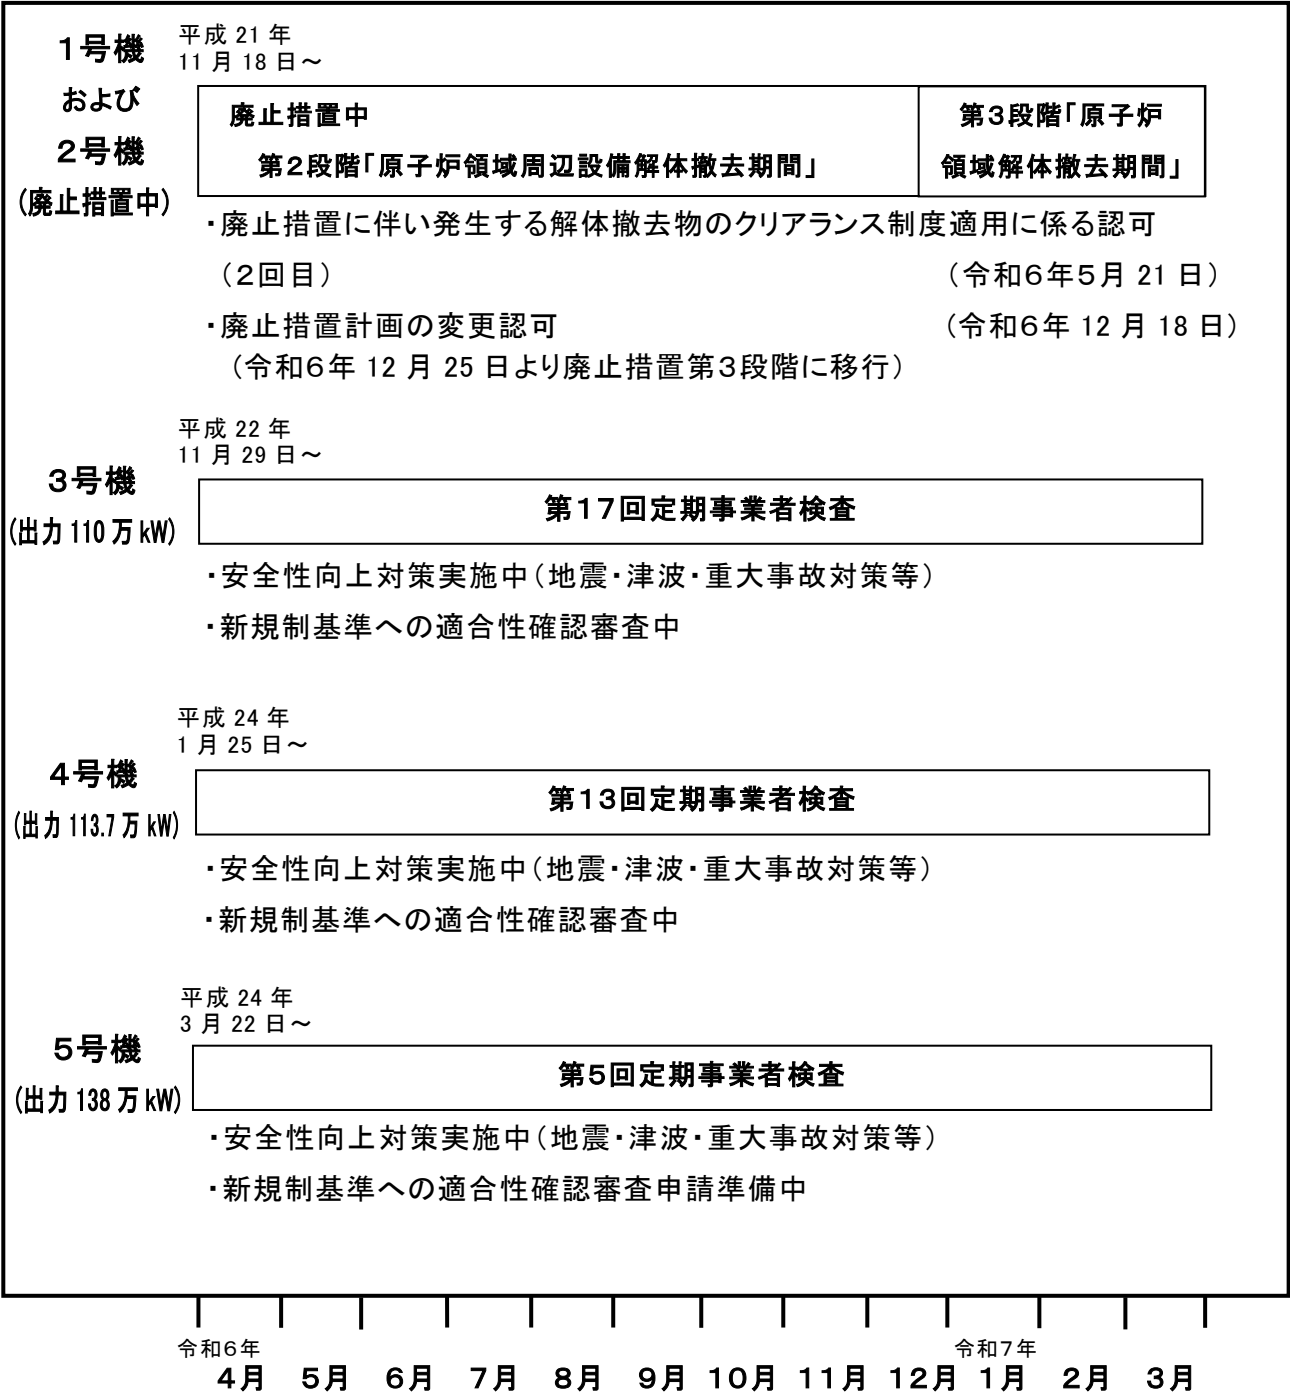 1号機
および
2号機
(廃止措置中)
平成 21 年
11 月 18 日～
廃止措置中
第2段階「原子炉領域周辺設備解体撤去期間」
第3段階「原子炉
領域解体撤去期間」
・廃止措置に伴い発生する解体撤去物のクリアランス制度適用に係る認可
（2回目） （令和6年5月 21 日）
・廃止措置計画の変更認可 （令和6年 12 月 18 日）
（令和6年 12 月 25 日より廃止措置第3段階に移行）
平成 22 年
11 月 29 日～
3号機
(出力 110 万 kW)
第17回定期事業者検査
・安全性向上対策実施中（地震・津波・重大事故対策等）
・新規制基準への適合性確認審査中
平成 24 年
1 月 25 日～
4号機
(出力 113.7 万 kW)
第13回定期事業者検査
・安全性向上対策実施中（地震・津波・重大事故対策等）
・新規制基準への適合性確認審査中
平成 24 年
3 月 22 日～
5号機
(出力 138 万 kW)
第5回定期事業者検査
・安全性向上対策実施中（地震・津波・重大事故対策等）
・新規制基準への適合性確認審査申請準備中
令和6年 令和7年
4月 5月 6月 7月 8月 9月 10月 11月 12月 1月 2月 3月